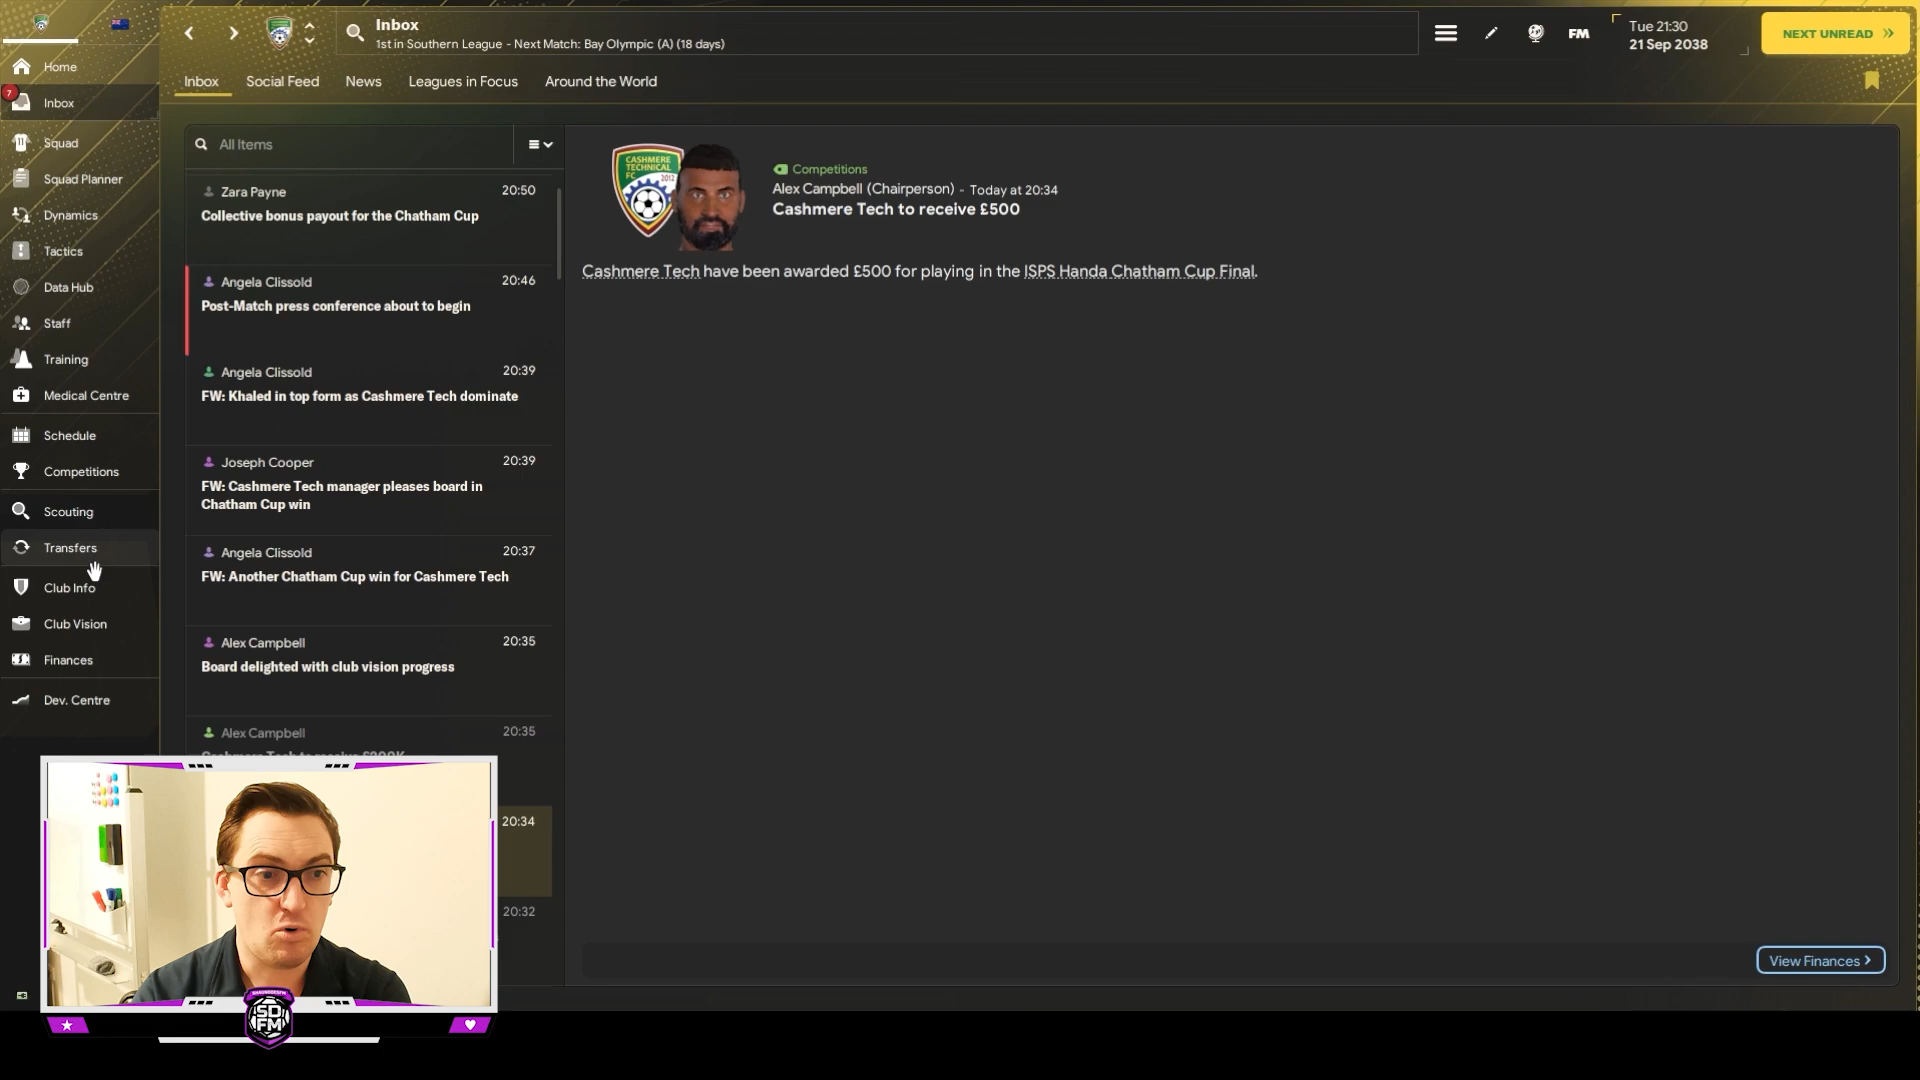 Inbox
1st in Southern League - Next Match: Bay Olympic (A) (18 days)
FM
Tue 21:30
21 Sep 2038
NEXT UNREAD
Home
7
Inbox
Squad
Squad Planner
Dynamics
Tactics
Data Hub
Staff
Training
Medical Centre
Schedule
Competitions
Scouting
Transfers
Club Info
Club Vision
Finances
Dev. Centre
Inbox
Social Feed
News
Leagues in Focus
Around the World
All Items
Zara Payne
20:50
Collective bonus payout for the Chatham Cup
Angela Clissold
20:46
Post-Match press conference about to begin
Angela Clissold
20:39
FW: Khaled in top form as Cashmere Tech dominate
Joseph Cooper
20:39
FW: Cashmere Tech manager pleases board in
Chatham Cup win
Angela Clissold
20:37
FW: Another Chatham Cup win for Cashmere Tech
Alex Campbell
20:35
Board delighted with club vision progress
Alex Campbell
20:35
20:34
20:32
CASHMERE
TECHNICAL
FC
2012
Competitions
Alex Campbell (Chairperson) - Today at 20:34
Cashmere Tech to receive £500
Cashmere Tech have been awarded £500 for playing in the ISPS Handa Chatham Cup Final.
View Finances
SD
FM